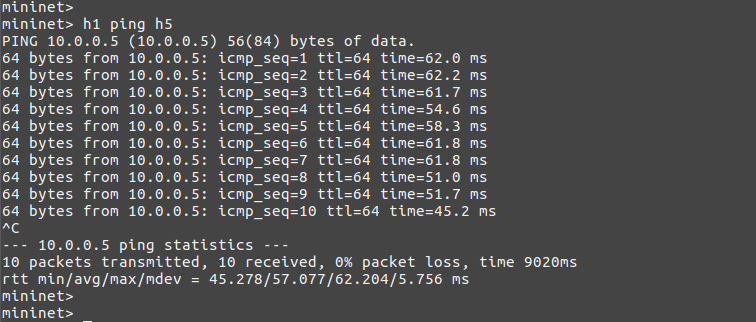 mininet>
mininet> h1 ping h5
PING 10.0.0.5 (10.0.0.5) 56(84) bytes of data.
64 bytes from 10.0.0.5: icmp_seq=1 ttl=64 time=62.0 ms
64 bytes from 10.0.0.5: icmp_seq=2 ttl=64 time=62.2 ms
64 bytes from 10.0.0.5: icmp_seq=3 ttl=64 time=61.7 ms
64 bytes from 10.0.0.5: icmp_seq=4 ttl=64 time=54.6 ms
64 bytes from 10.0.0.5: icmp_seq=5 ttl=64 time=58.3 ms
64 bytes from 10.0.0.5: icmp_seq=6 ttl=64 time=61.8 ms
64 bytes from 10.0.0.5: icmp_seq=7 ttl=64 time=61.8 ms
64 bytes from 10.0.0.5: icmp_seq=8 ttl=64 time=51.0 ms
64 bytes from 10.0.0.5: icmp_seq=9 ttl=64 time=51.7 ms
64 bytes from 10.0.0.5: icmp_seq=10 ttl=64 time=45.2 ms
^C
--- 10.0.0.5 ping statistics ---
10 packets transmitted, 10 received, 0% packet loss, time 9020ms
rtt min/avg/max/mdev = 45.278/57.077/62.204/5.756 ms
mininet>
mininet>